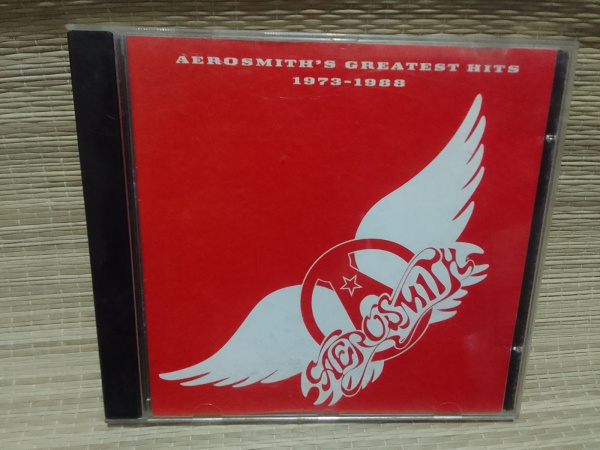 AEROSMITH'S GREATEST HITS
1973-1988
AEROSMITH